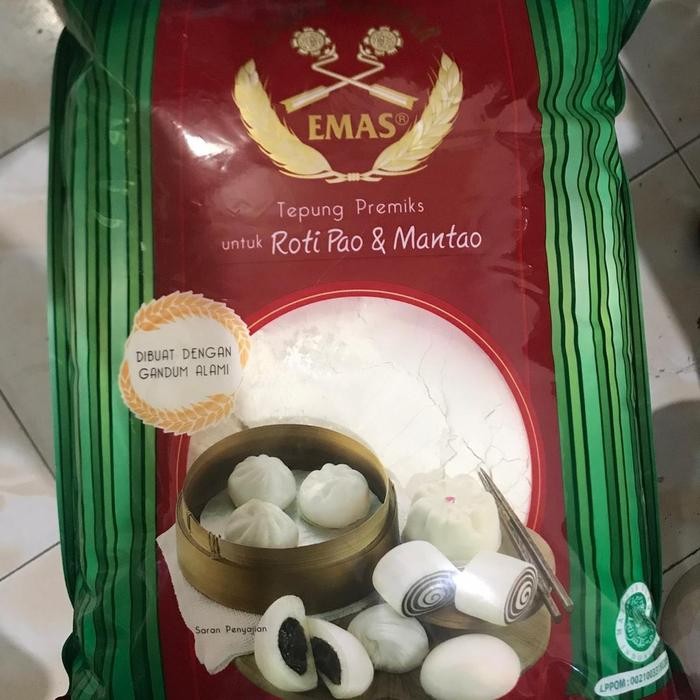 EMAS®
Tepung Premiks
untuk Roti Pao & Mantao
DIBUAT DENGAN
GANDUM ALAMI
Saran Penyajian